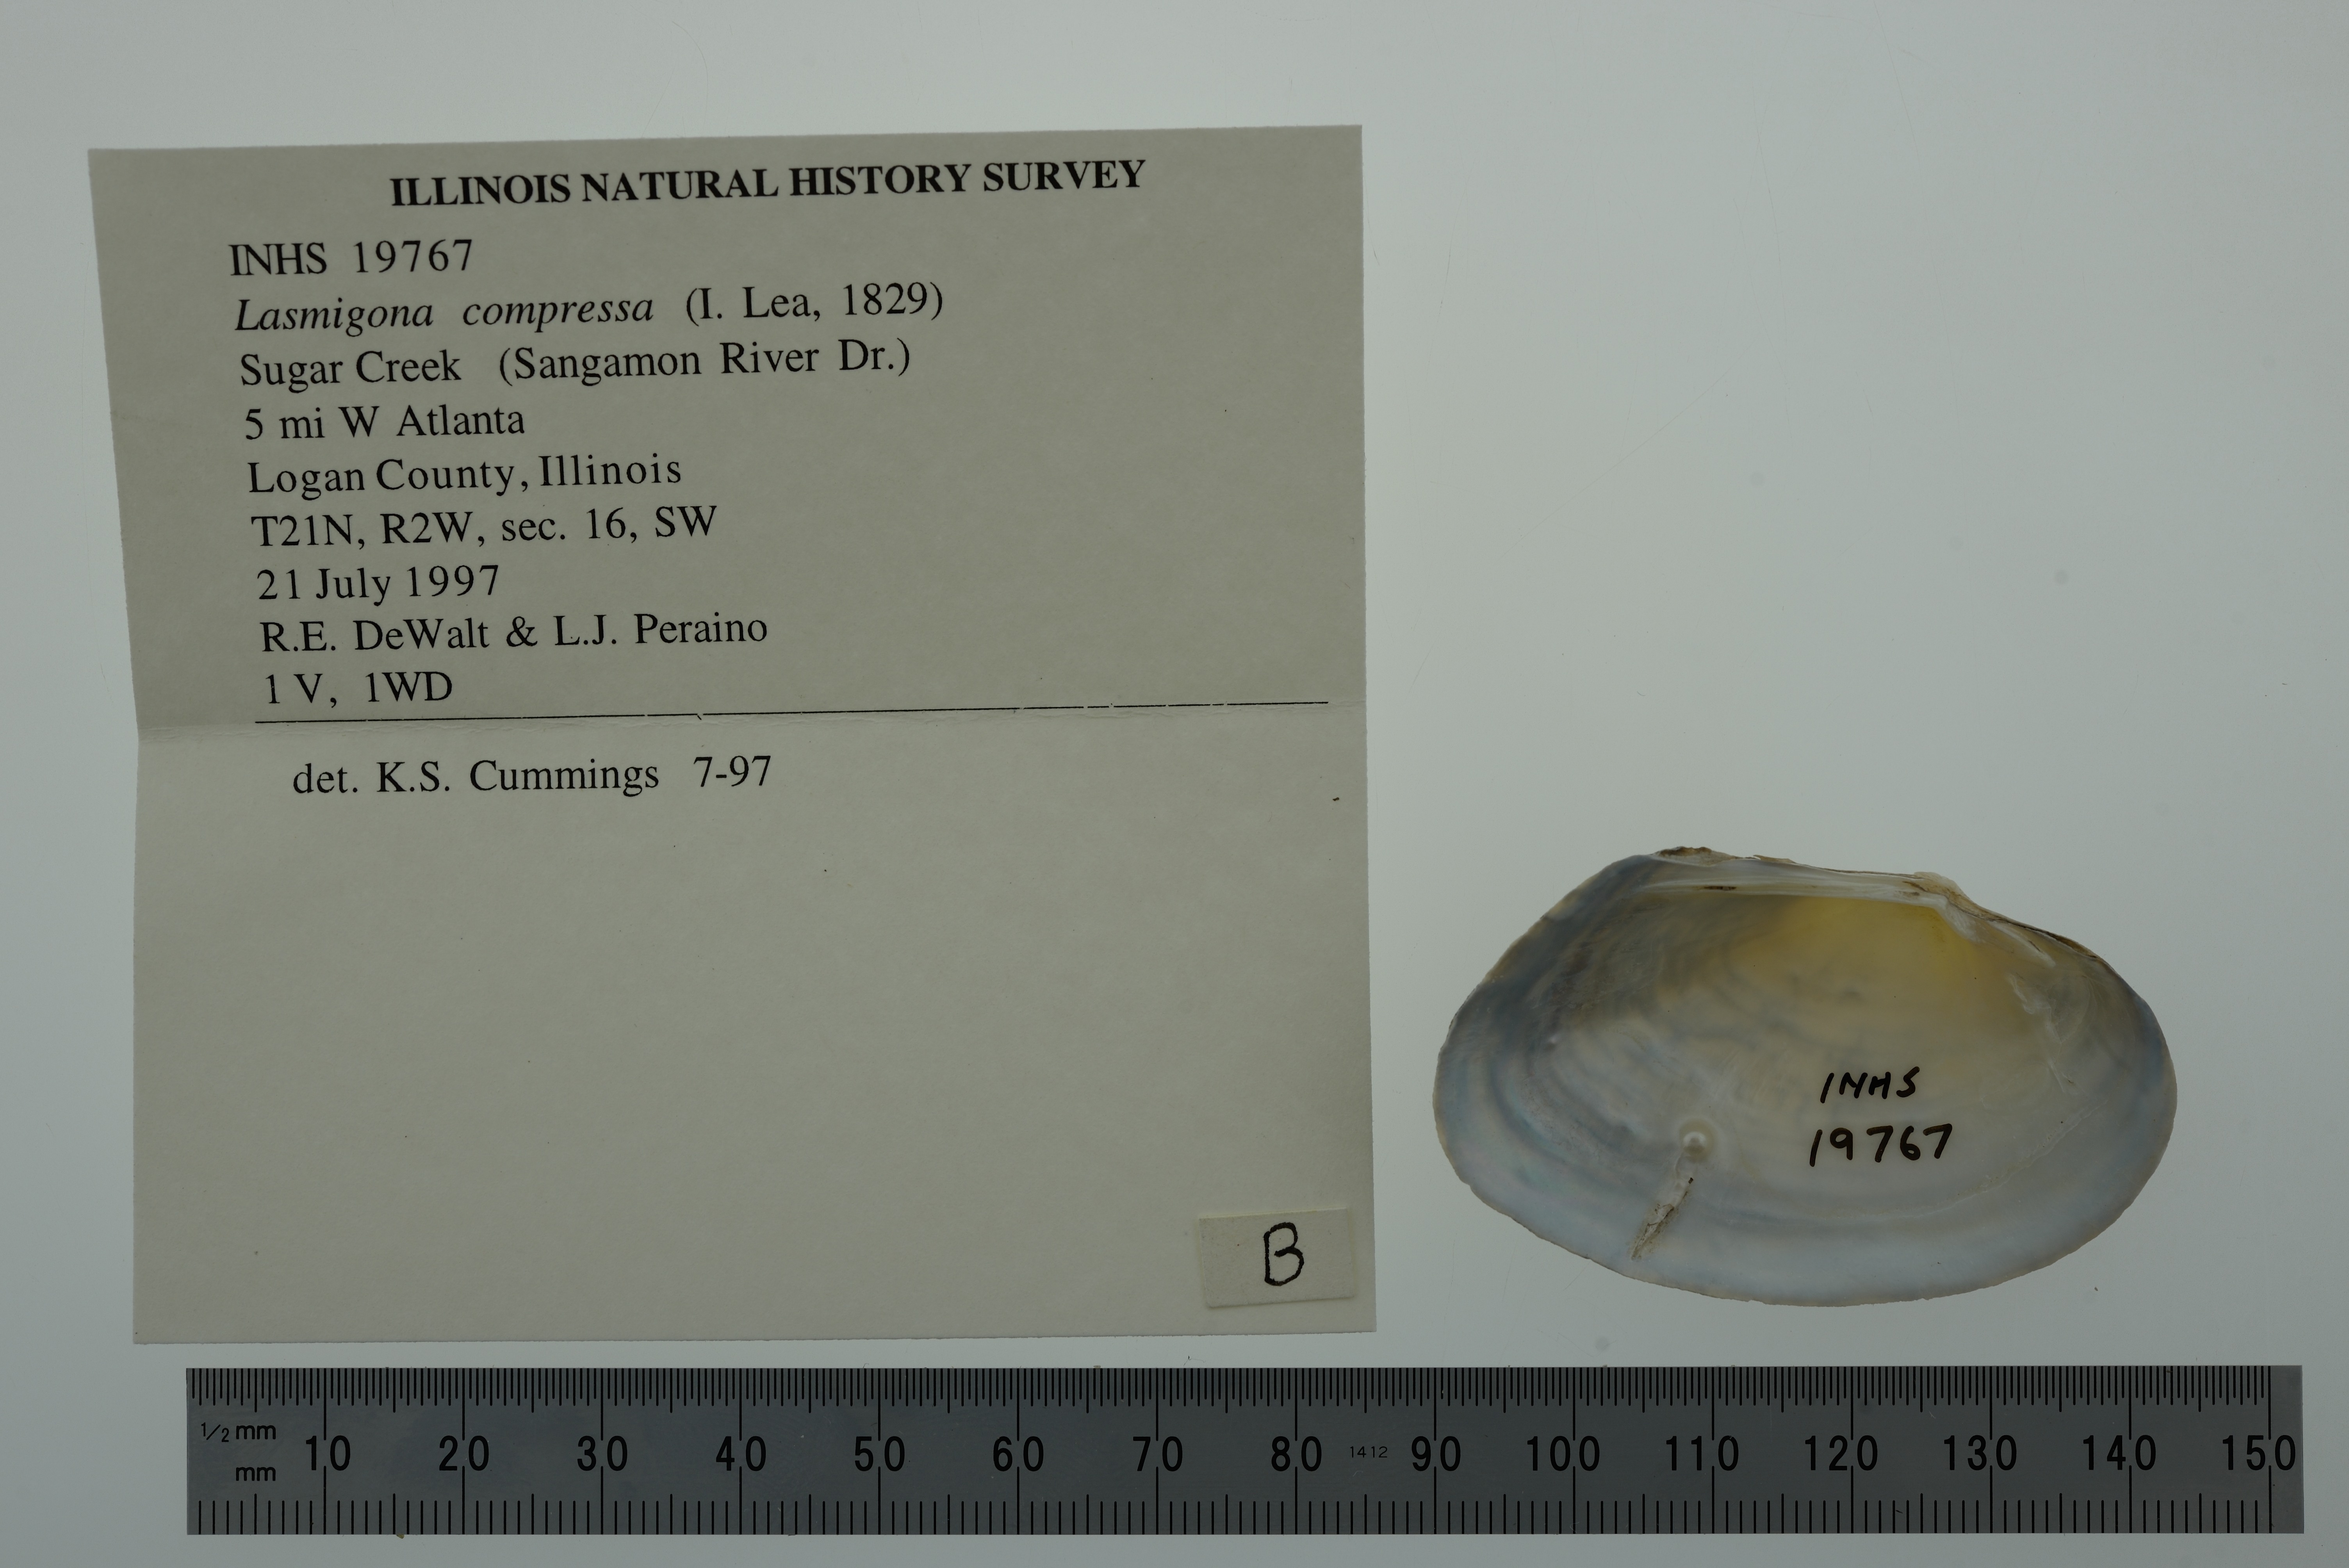 ILLINOIS NATURAL HISTORY SURVEY
INHS 19767
Lasmigona compressa (I. Lea, 1829)
Sugar Creek (Sangamon River Dr.)
5 mi W Atlanta
Logan County, Illinois
T21N, R2W, sec. 16, SW
21 July 1997
R.E. DeWalt & L.J. Peraino
1 V, 1WD
det. K.S. Cummings 7-97
B
INHS
19767
1/2 mm
mm 10 20 30 40 50 60 70 80 1412 90 100 110 120 130 140 150